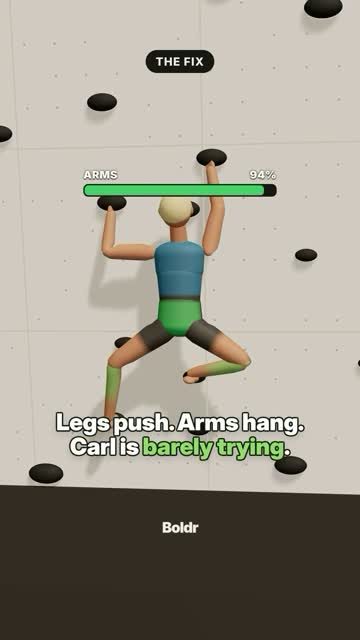 THE FIX
ARMS 94%
Legs push. Arms hang.
Carl is barely trying.
Boldr